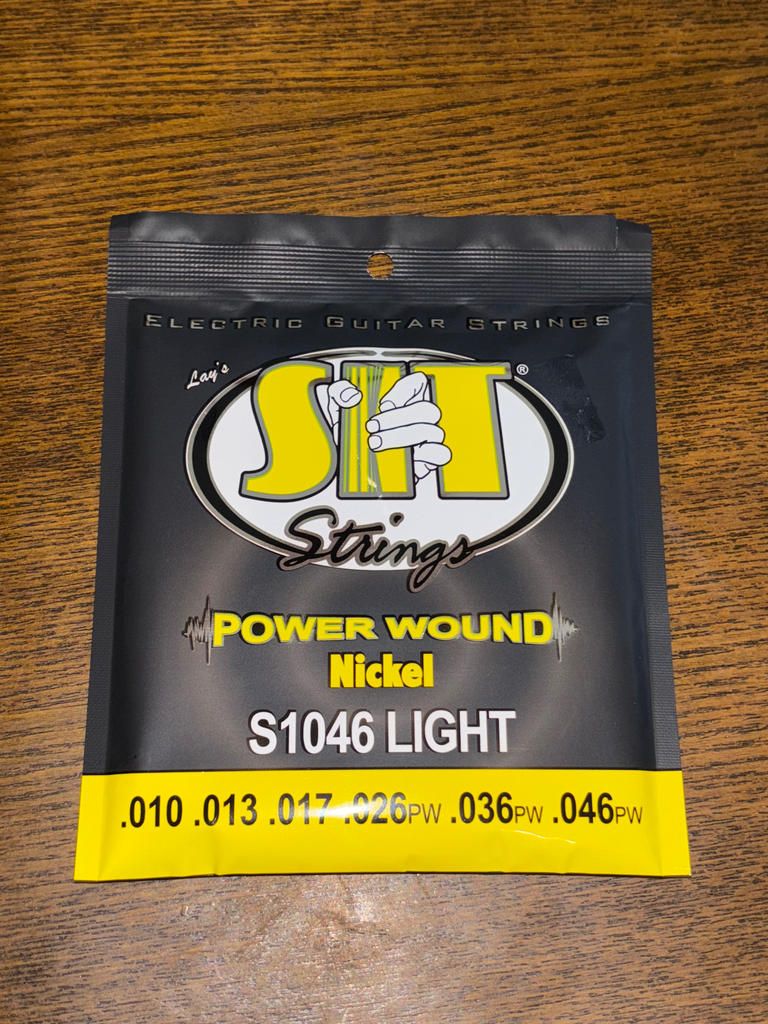 ELECTRIC GUITAR STRINGS
Lay's
SIT®
Strings
POWER WOUND
Nickel
S1046 LIGHT
.010 .013 .017 .026PW .036PW .046PW